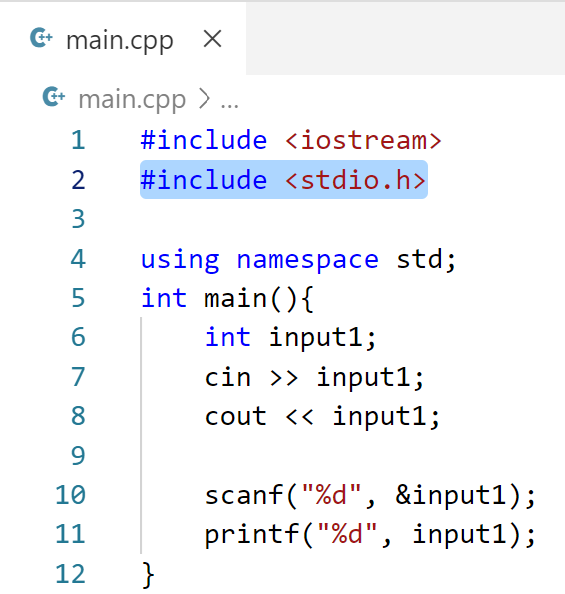 main.cpp
main.cpp > ...
1 #include <iostream>
2 #include <stdio.h>
3
4 using namespace std;
5 int main(){
6     int input1;
7     cin >> input1;
8     cout << input1;
9
10     scanf("%d", &input1);
11     printf("%d", input1);
12 }